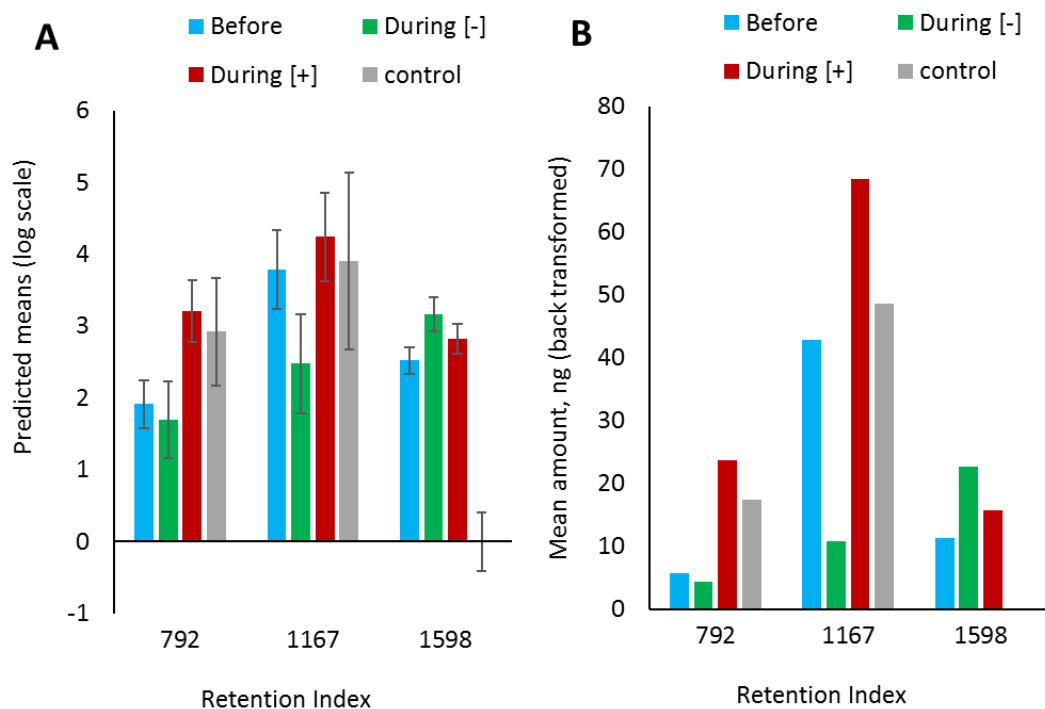 A
Before
During [-]
During [+]
control
Predicted means (log scale)
6
5
4
3
2
1
0
-1
792
1167
1598
Retention Index
B
Before
During [-]
During [+]
control
Mean amount, ng (back transformed)
80
70
60
50
40
30
20
10
0
792
1167
1598
Retention Index